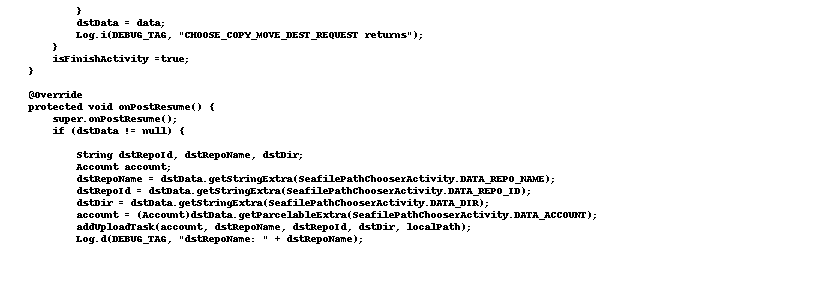 }
dstData = data;
Log.i(DEBUG_TAG, "CHOOSE_COPY_MOVE_DEST_REQUEST returns");
}
isFinishActivity =true;
}
@Override
protected void onPostResume() {
super.onPostResume();
if (dstData != null) {
String dstRepoId, dstRepoName, dstDir;
Account account;
dstRepoName = dstData.getStringExtra(SeafilePathChooserActivity.DATA_REPO_NAME);
dstRepoId = dstData.getStringExtra(SeafilePathChooserActivity.DATA_REPO_ID);
dstDir = dstData.getStringExtra(SeafilePathChooserActivity.DATA_DIR);
account = (Account)dstData.getParcelableExtra(SeafilePathChooserActivity.DATA_ACCOUNT);
addUploadTask(account, dstRepoName, dstRepoId, dstDir, localPath);
Log.d(DEBUG_TAG, "dstRepoName: " + dstRepoName);